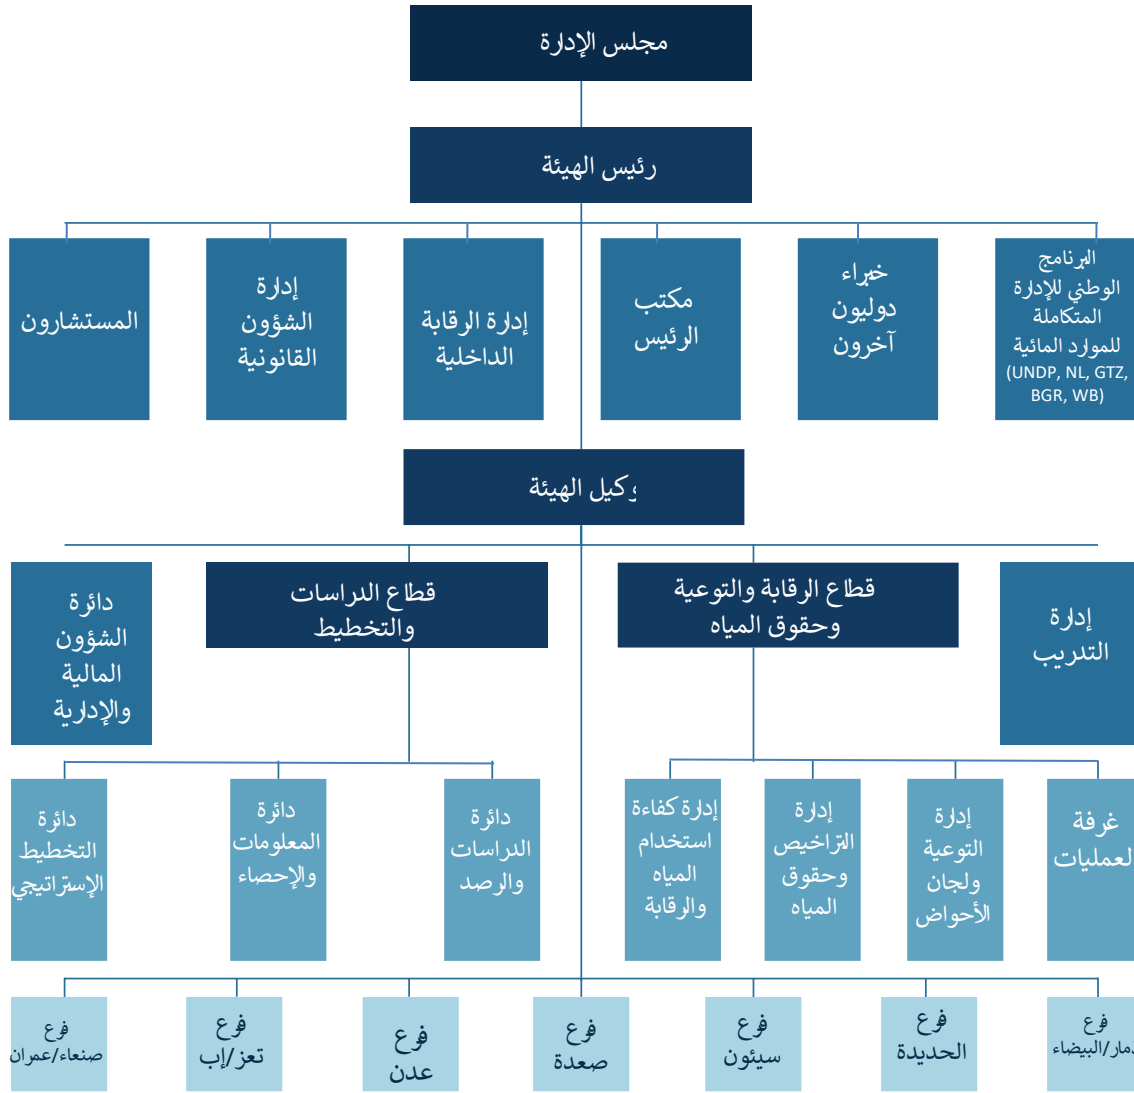 مجلس الإدارة
رئيس الهيئة
البرنامج
الوطني للإدارة
المتكاملة
للموارد المائية
(UNDP, NL, GTZ,
BGR, WB)
خبراء
دوليون
آخرون
مكتب
الرئيس
إدارة الرقابة
الداخلية
إدارة
الشؤون
القانونية
المستشارون
وكيل الهيئة
إدارة
التدريب
قطاع الرقابة والتوعية
وحقوق المياه
قطاع الدراسات
والتخطيط
دائرة
الشؤون
المالية
والإدارية
غرفة
لعمليات
إدارة
التوعية
ولجان
الأحواض
إدارة
التراخيص
وحقوق
المياه
إدارة كفاءة
استخدام
المياه
والرقابة
دائرة
الدراسات
والرصد
دائرة
المعلومات
والإحصاء
دائرة
التخطيط
الإستراتيجي
فرع
ذمار/البيضاء
فرع
الحديدة
فرع
سيئون
فرع
صعدة
فرع
عدن
فرع
تعز/إب
فرع
صنعاء/عمران